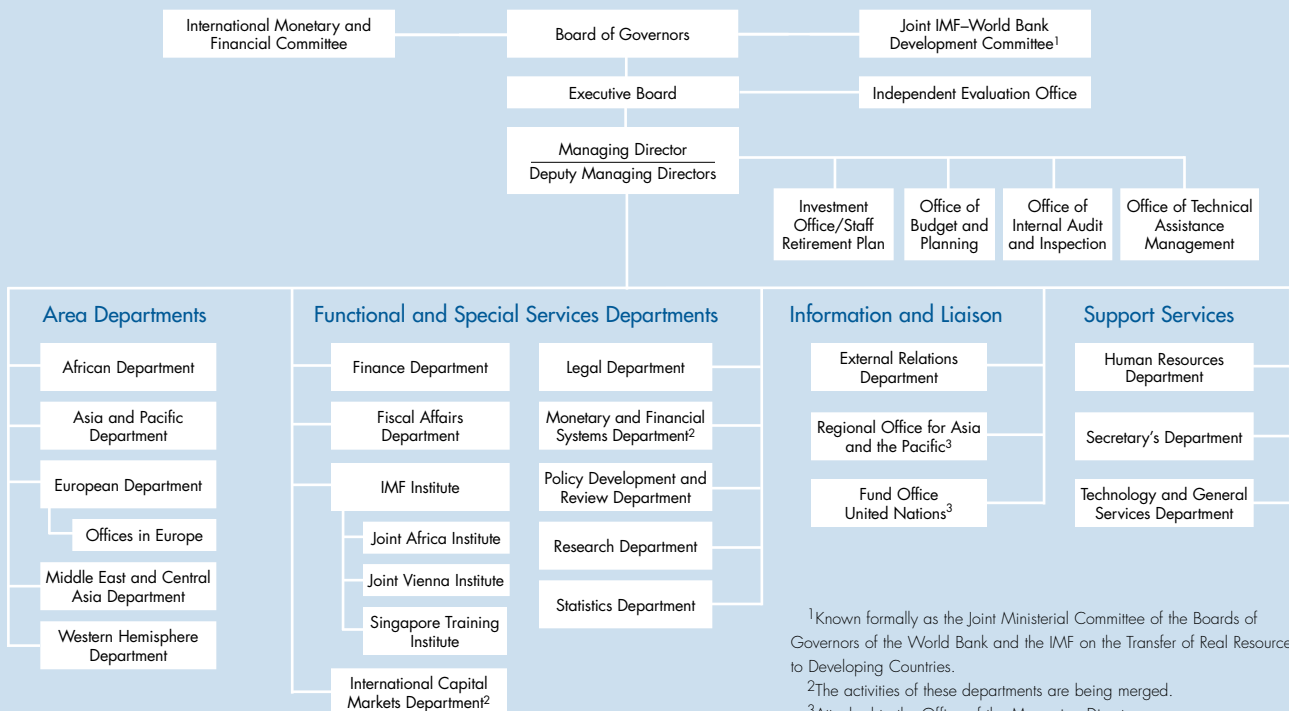 International Monetary and
Financial Committee
Board of Governors
Joint IMF–World Bank
Development Committee¹
Executive Board
Independent Evaluation Office
Managing Director
Deputy Managing Directors
Investment
Office/Staff
Retirement Plan
Office of
Budget and
Planning
Office of
Internal Audit
and Inspection
Office of Technical
Assistance
Management
Area Departments
African Department
Asia and Pacific
Department
European Department
Offices in Europe
Middle East and Central
Asia Department
Western Hemisphere
Department
Functional and Special Services Departments
Finance Department
Fiscal Affairs
Department
IMF Institute
Joint Africa Institute
Joint Vienna Institute
Singapore Training
Institute
International Capital
Markets Department²
Legal Department
Monetary and Financial
Systems Department²
Policy Development and
Review Department
Research Department
Statistics Department
Information and Liaison
External Relations
Department
Regional Office for Asia
and the Pacific³
Fund Office
United Nations³
Support Services
Human Resources
Department
Secretary’s Department
Technology and General
Services Department
¹Known formally as the Joint Ministerial Committee of the Boards of
Governors of the World Bank and the IMF on the Transfer of Real Resource
to Developing Countries.
²The activities of these departments are being merged.